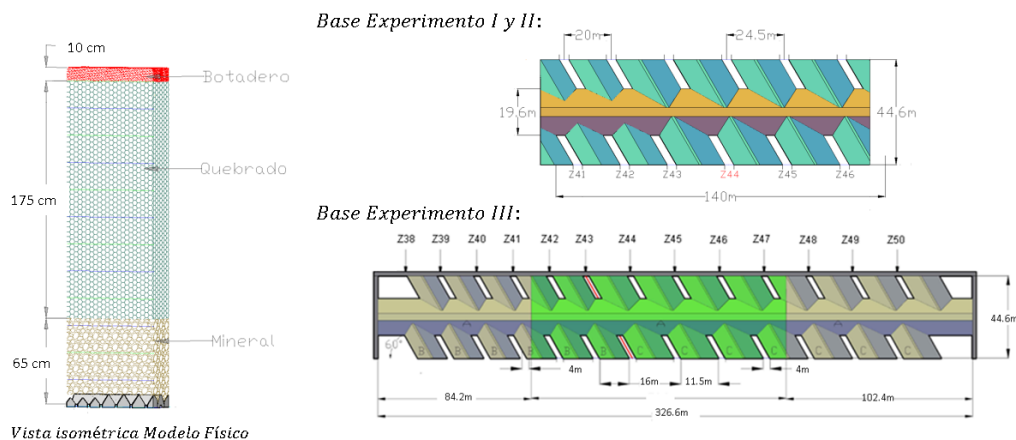 Base Experimento I y II:
10 cm
Botadero
Quebrado
175 cm
Mineral
65 cm
Vista isométrica Modelo Físico
20m
24.5m
19.6m
44.6m
Z41 Z42 Z43 Z44 Z45 Z46
140m
Base Experimento III:
Z38 Z39 Z40 Z41 Z42 Z43 Z44 Z45 Z46 Z47 Z48 Z49 Z50
44.6m
A A A
60°
B B B B B B C C C C C C C
4m 16m 11.5m 4m
84.2m 102.4m
326.6m